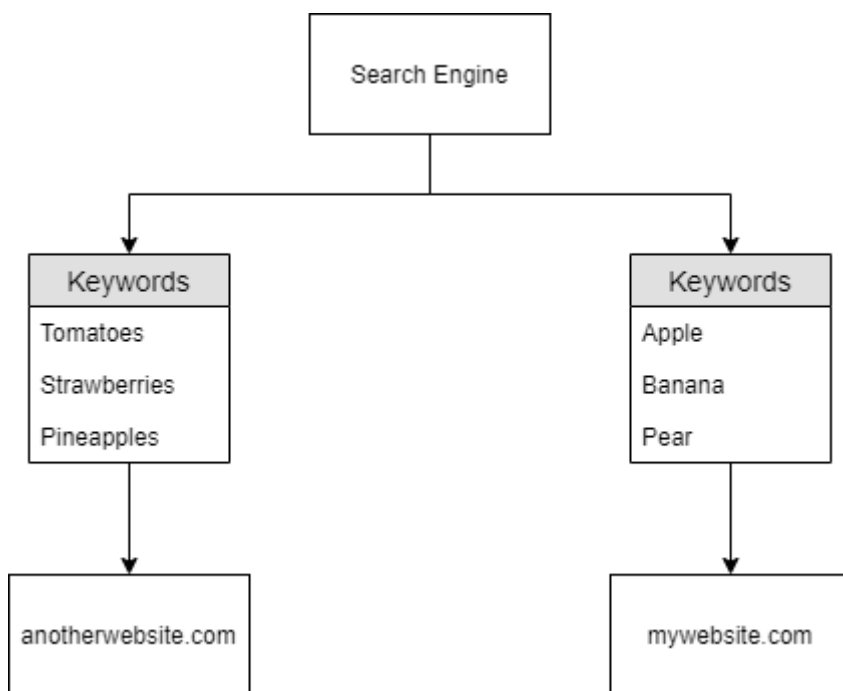 Search Engine
Keywords
Tomatoes
Strawberries
Pineapples
anotherwebsite.com
Keywords
Apple
Banana
Pear
mywebsite.com